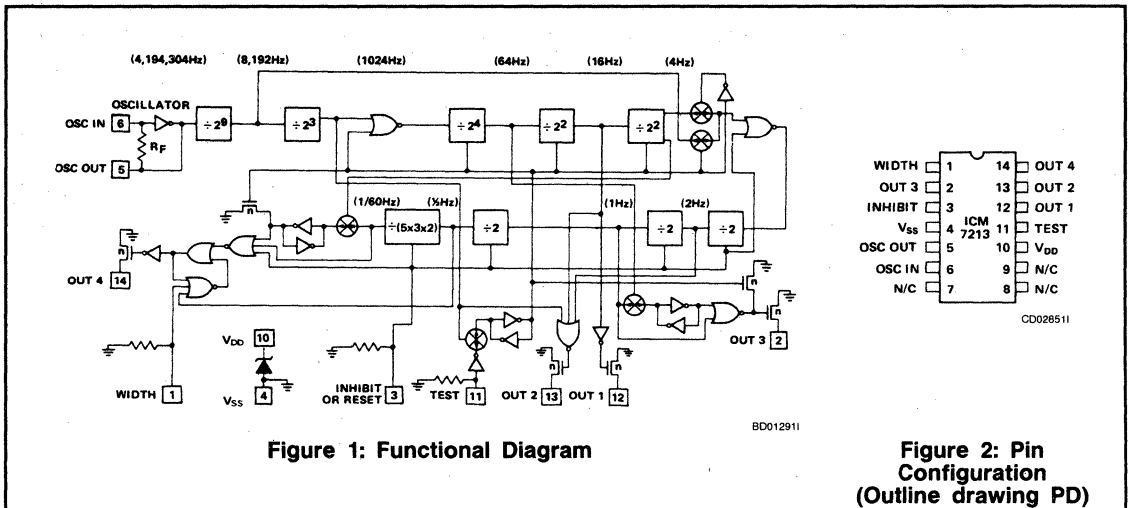 (4,194,304Hz) (8,192Hz) (1024Hz) (64Hz) (16Hz) (4Hz)
OSCILLATOR
OSC IN 6 ÷2⁹ ÷2³ ÷2⁴ ÷2² ÷2²
RF
OSC OUT 5
n (1/60Hz) (½Hz) (1Hz) (2Hz)
÷(5x3x2) ÷2 ÷2 ÷2
n
OUT 4 14
n
n
OUT 3 2
VDD 10
n n
WIDTH 1 VSS 4 INHIBIT OR RESET 3 TEST 11 OUT 2 13 OUT 1 12
BD01291I
Figure 1: Functional Diagram
WIDTH 1 14 OUT 4
OUT 3 2 13 OUT 2
INHIBIT 3 12 OUT 1
VSS 4 11 TEST
OSC OUT 5 10 VDD
OSC IN 6 9 N/C
N/C 7 8 N/C
ICM
7213
CD02851I
Figure 2: Pin
Configuration
(Outline drawing PD)